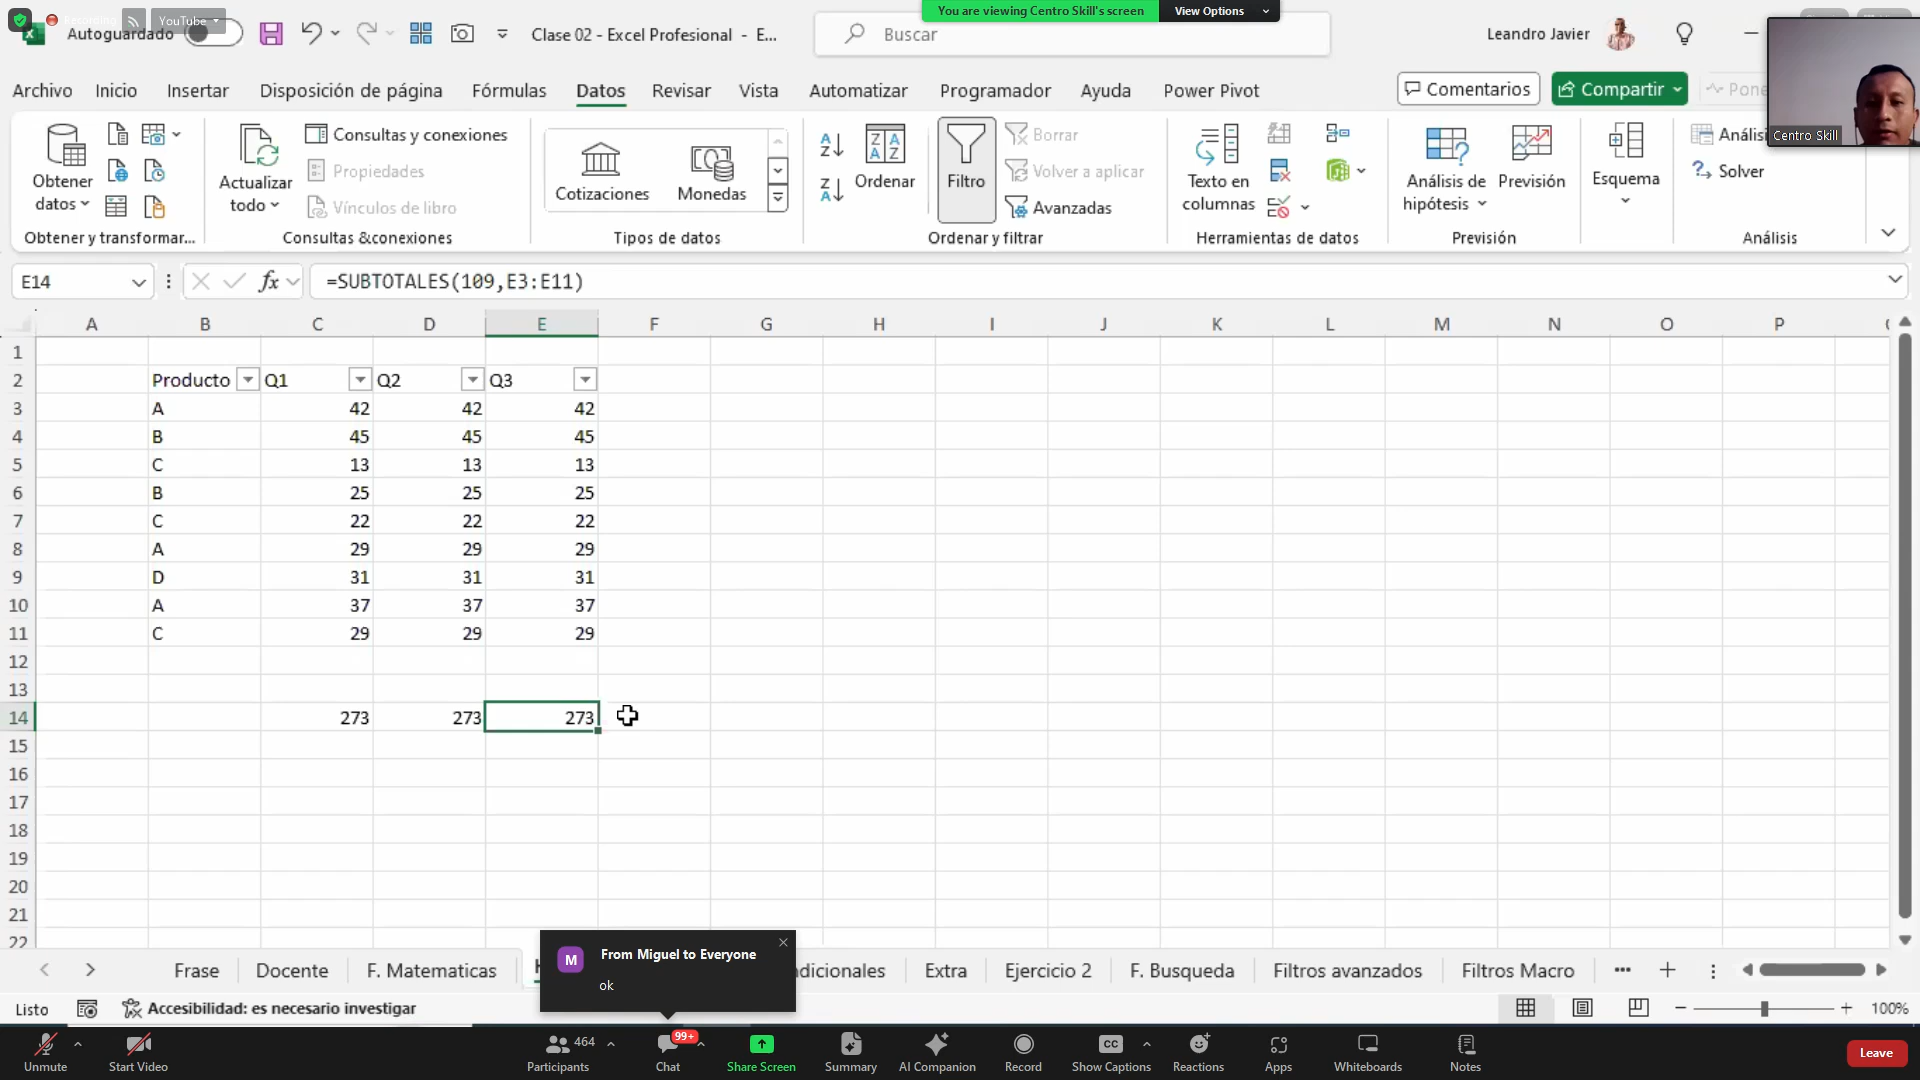 You are viewing Centro Skill's screen
View Options
Recording
YouTube
Autoguardado
Clase 02 - Excel Profesional - E...
Buscar
Leandro Javier
Archivo
Inicio
Insertar
Disposición de página
Fórmulas
Datos
Revisar
Vista
Automatizar
Programador
Ayuda
Power Pivot
Comentarios
Compartir
Centro Skill
Obtener datos
Actualizar todo
Consultas y conexiones
Propiedades
Vínculos de libro
Cotizaciones
Monedas
Ordenar
Filtro
Borrar
Volver a aplicar
Avanzadas
Texto en columnas
Análisis de hipótesis
Previsión
Esquema
Solver
Obtener y transformar...
Consultas &conexiones
Tipos de datos
Ordenar y filtrar
Herramientas de datos
Previsión
Análisis
E14
fx
=SUBTOTALES(109,E3:E11)
A B C D E F G H I J K L M N O P
1
2 Producto Q1 Q2 Q3
3 A 42 42 42
4 B 45 45 45
5 C 13 13 13
6 B 25 25 25
7 C 22 22 22
8 A 29 29 29
9 D 31 31 31
10 A 37 37 37
11 C 29 29 29
12
13
14 273 273 273
15
16
17
18
19
20
21
22
M
From Miguel to Everyone
ok
Frase
Docente
F. Matematicas
Extra
Ejercicio 2
F. Busqueda
Filtros avanzados
Filtros Macro
Listo
Accesibilidad: es necesario investigar
100%
Unmute
Start Video
464
Participants
99+
Chat
Share Screen
Summary
AI Companion
Record
CC
Show Captions
Reactions
Apps
Whiteboards
Notes
Leave